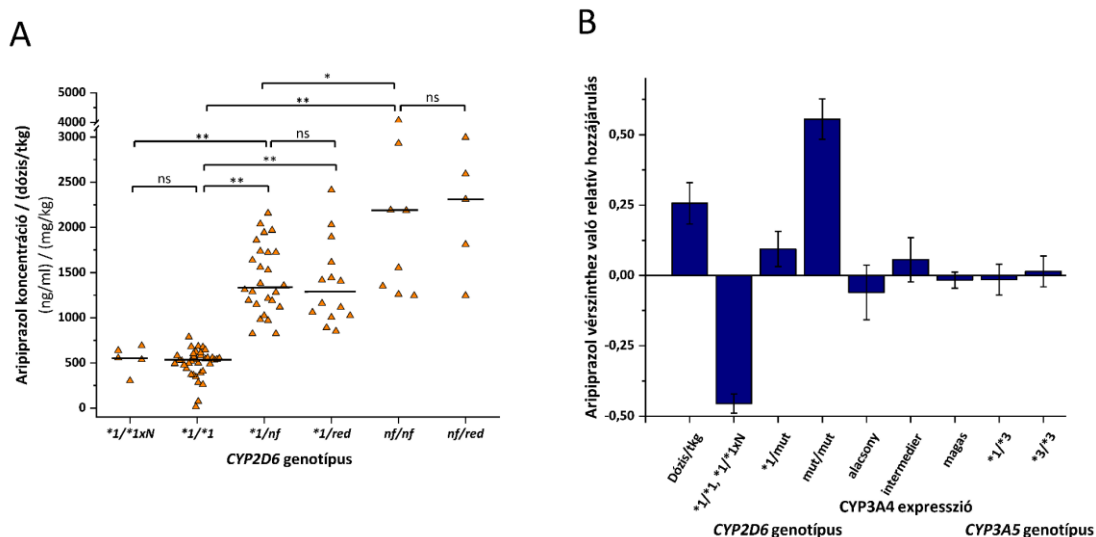 A
Aripiprazol koncentráció / (dózis/tkg)
(ng/ml) / (mg/kg)
5000
4000
3000
2500
2000
1500
1000
500
0
*
**
ns
**
ns
**
ns
**
*1/*1xN
*1/*1
*1/nf
*1/red
nf/nf
nf/red
CYP2D6 genotípus
B
Aripiprazol vérszinthez való relatív hozzájárulás
0,50
0,25
0,00
-0,25
-0,50
Dózis/tkg
*1/*1, *1/*1xN
*1/mut
mut/mut
alacsony
intermedier
magas
*1/*3
*3/*3
CYP3A4 expresszió
CYP2D6 genotípus
CYP3A5 genotípus